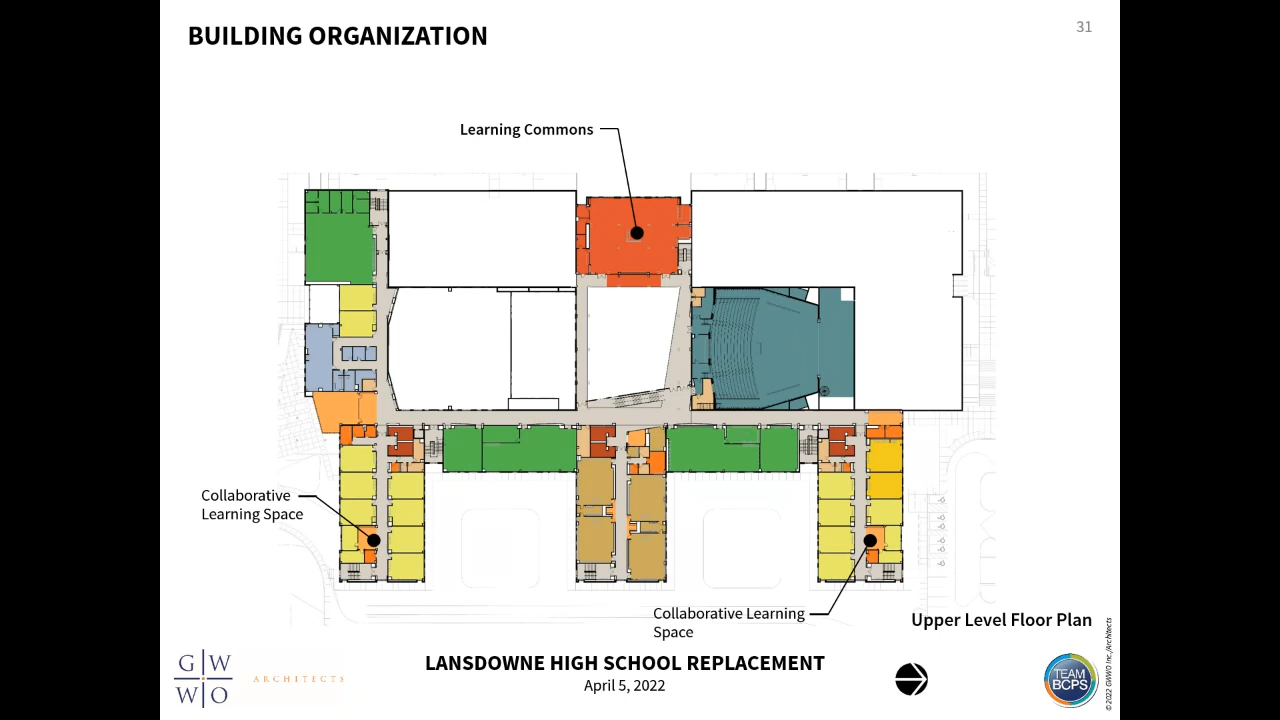 BUILDING ORGANIZATION
31
Learning Commons
Collaborative
Learning Space
Collaborative Learning
Space
Upper Level Floor Plan
LANSDOWNE HIGH SCHOOL REPLACEMENT
April 5, 2022
G W
W O
ARCHITECTS
TEAM
BCPS
© 2022 GWWO Inc./Architects